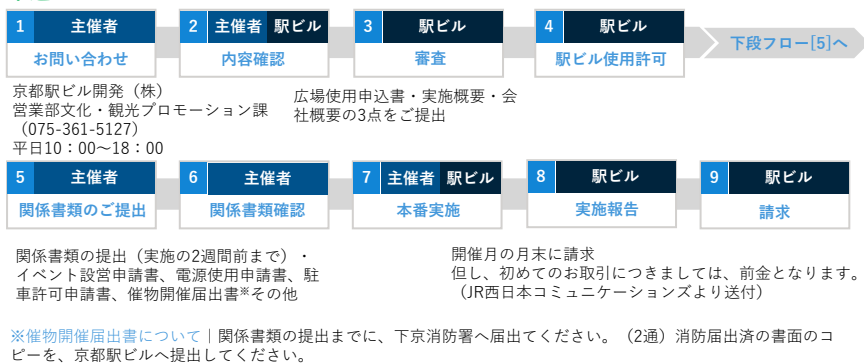 1 主催者
お問い合わせ
2 主催者 駅ビル
内容確認
3 駅ビル
審査
4 駅ビル
駅ビル使用許可
下段フロー[5]へ
京都駅ビル開発（株）
営業部文化・観光プロモーション課
（075-361-5127）
平日10：00〜18：00
広場使用申込書・実施概要・会
社概要の3点をご提出
5 主催者
関係書類のご提出
6 主催者
関係書類確認
7 主催者 駅ビル
本番実施
8 駅ビル
実施報告
9 駅ビル
請求
関係書類の提出（実施の2週間前まで）・
イベント設営申請書、電源使用申請書、駐
車許可申請書、催物開催届出書※その他
開催月の月末に請求
但し、初めてのお取引につきましては、前金となります。
（JR西日本コミュニケーションズより送付）
※催物開催届出書について｜関係書類の提出までに、下京消防署へ届出てください。（2通）消防届出済の書面のコ
ピーを、京都駅ビルへ提出してください。